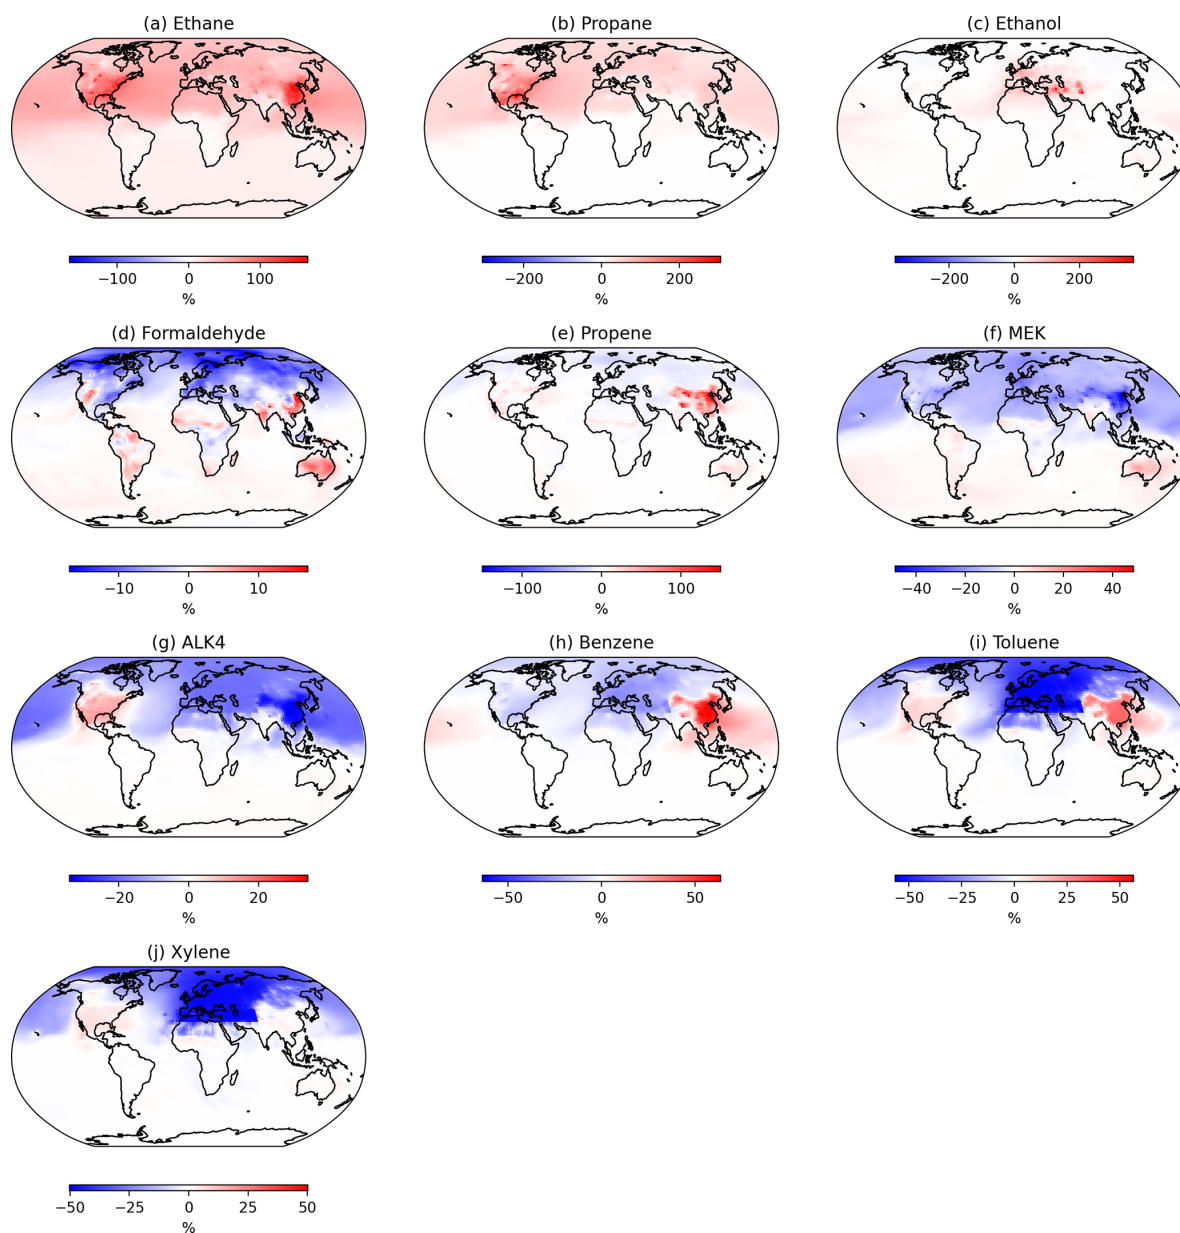 (a) Ethane
(b) Propane
(c) Ethanol
−100 0 100
−200 0 200
−200 0 200
%
%
%
(d) Formaldehyde
(e) Propene
(f) MEK
−10 0 10
−100 0 100
−40 −20 0 20 40
%
%
%
(g) ALK4
(h) Benzene
(i) Toluene
−20 0 20
−50 0 50
−50 −25 0 25 50
%
%
%
(j) Xylene
−50 −25 0 25 50
%